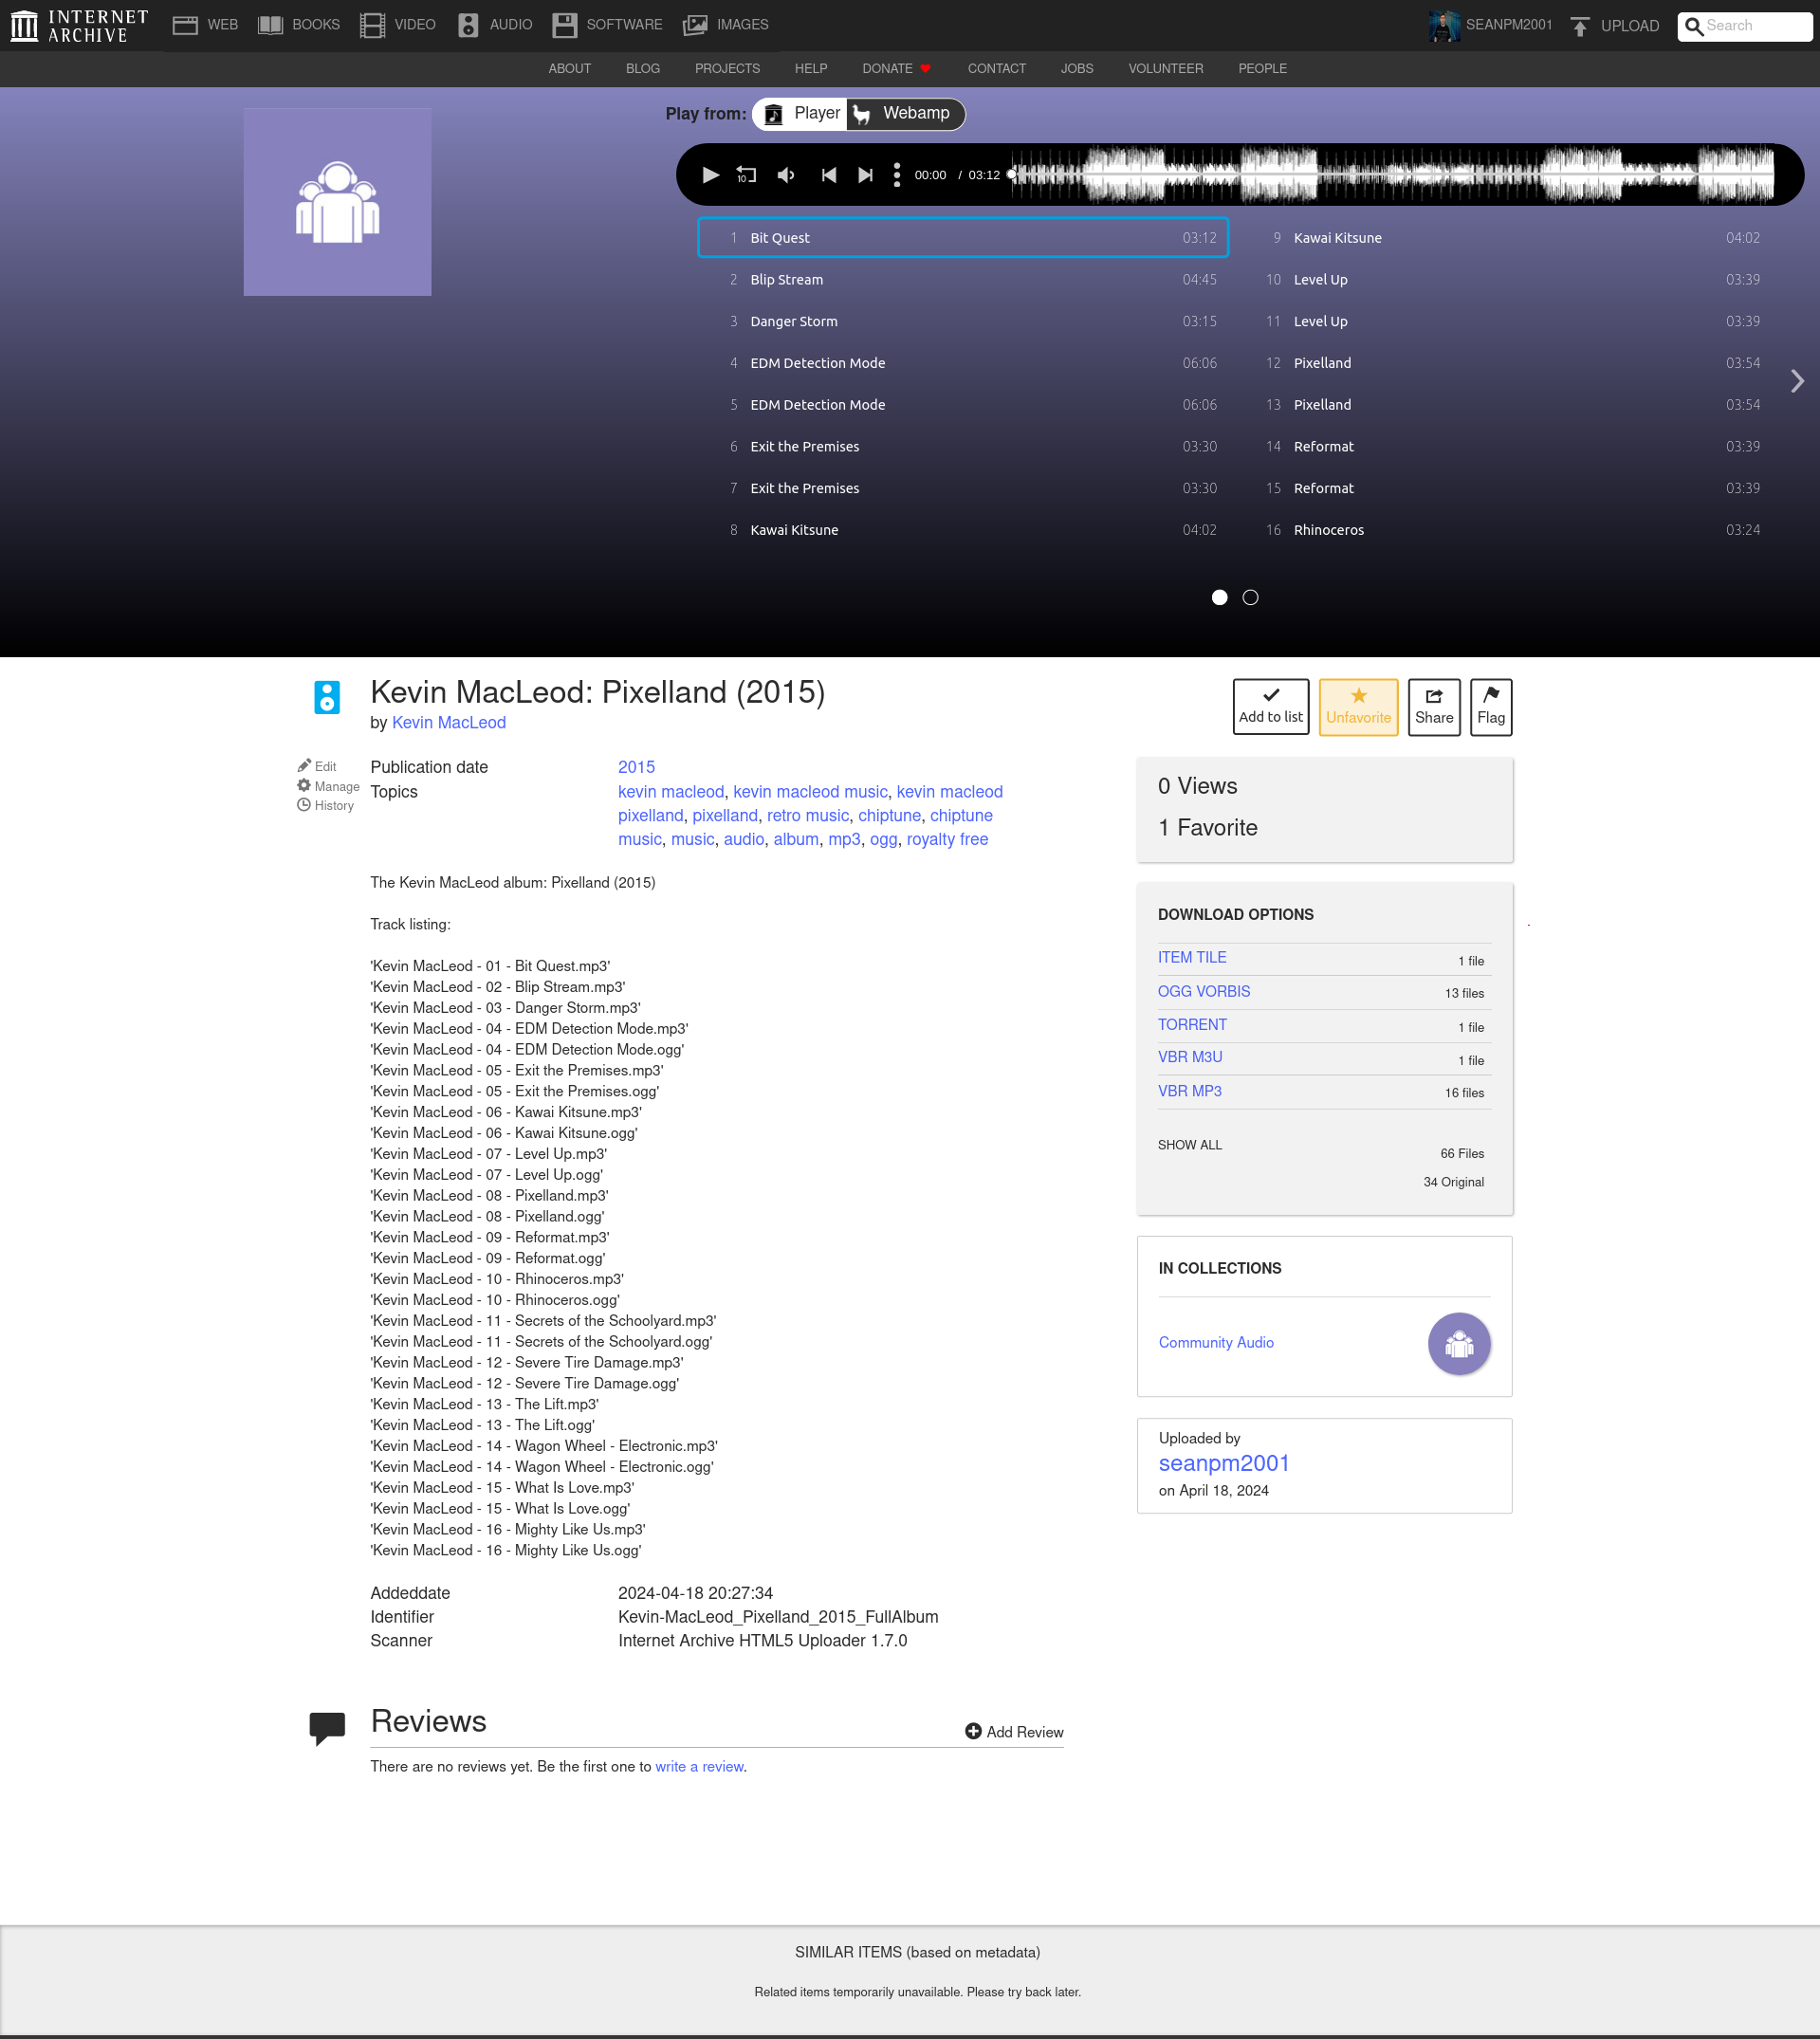 INTERNET ARCHIVE
WEB BOOKS VIDEO AUDIO SOFTWARE IMAGES SEANPM2001 UPLOAD Search
ABOUT BLOG PROJECTS HELP DONATE CONTACT JOBS VOLUNTEER PEOPLE
Play from: Player Webamp
10 00:00 / 03:12
1 Bit Quest 03:12
2 Blip Stream 04:45
3 Danger Storm 03:15
4 EDM Detection Mode 06:06
5 EDM Detection Mode 06:06
6 Exit the Premises 03:30
7 Exit the Premises 03:30
8 Kawai Kitsune 04:02
9 Kawai Kitsune 04:02
10 Level Up 03:39
11 Level Up 03:39
12 Pixelland 03:54
13 Pixelland 03:54
14 Reformat 03:39
15 Reformat 03:39
16 Rhinoceros 03:24
Kevin MacLeod: Pixelland (2015)
by Kevin MacLeod
Add to list Unfavorite Share Flag
Edit
Manage
History
Publication date 2015
Topics kevin macleod, kevin macleod music, kevin macleod
pixelland, pixelland, retro music, chiptune, chiptune
music, music, audio, album, mp3, ogg, royalty free
The Kevin MacLeod album: Pixelland (2015)
Track listing:
'Kevin MacLeod - 01 - Bit Quest.mp3'
'Kevin MacLeod - 02 - Blip Stream.mp3'
'Kevin MacLeod - 03 - Danger Storm.mp3'
'Kevin MacLeod - 04 - EDM Detection Mode.mp3'
'Kevin MacLeod - 04 - EDM Detection Mode.ogg'
'Kevin MacLeod - 05 - Exit the Premises.mp3'
'Kevin MacLeod - 05 - Exit the Premises.ogg'
'Kevin MacLeod - 06 - Kawai Kitsune.mp3'
'Kevin MacLeod - 06 - Kawai Kitsune.ogg'
'Kevin MacLeod - 07 - Level Up.mp3'
'Kevin MacLeod - 07 - Level Up.ogg'
'Kevin MacLeod - 08 - Pixelland.mp3'
'Kevin MacLeod - 08 - Pixelland.ogg'
'Kevin MacLeod - 09 - Reformat.mp3'
'Kevin MacLeod - 09 - Reformat.ogg'
'Kevin MacLeod - 10 - Rhinoceros.mp3'
'Kevin MacLeod - 10 - Rhinoceros.ogg'
'Kevin MacLeod - 11 - Secrets of the Schoolyard.mp3'
'Kevin MacLeod - 11 - Secrets of the Schoolyard.ogg'
'Kevin MacLeod - 12 - Severe Tire Damage.mp3'
'Kevin MacLeod - 12 - Severe Tire Damage.ogg'
'Kevin MacLeod - 13 - The Lift.mp3'
'Kevin MacLeod - 13 - The Lift.ogg'
'Kevin MacLeod - 14 - Wagon Wheel - Electronic.mp3'
'Kevin MacLeod - 14 - Wagon Wheel - Electronic.ogg'
'Kevin MacLeod - 15 - What Is Love.mp3'
'Kevin MacLeod - 15 - What Is Love.ogg'
'Kevin MacLeod - 16 - Mighty Like Us.mp3'
'Kevin MacLeod - 16 - Mighty Like Us.ogg'
Addeddate 2024-04-18 20:27:34
Identifier Kevin-MacLeod_Pixelland_2015_FullAlbum
Scanner Internet Archive HTML5 Uploader 1.7.0
0 Views
1 Favorite
DOWNLOAD OPTIONS
ITEM TILE 1 file
OGG VORBIS 13 files
TORRENT 1 file
VBR M3U 1 file
VBR MP3 16 files
SHOW ALL 66 Files
34 Original
IN COLLECTIONS
Community Audio
Uploaded by
seanpm2001
on April 18, 2024
Reviews
Add Review
There are no reviews yet. Be the first one to write a review.
SIMILAR ITEMS (based on metadata)
Related items temporarily unavailable. Please try back later.